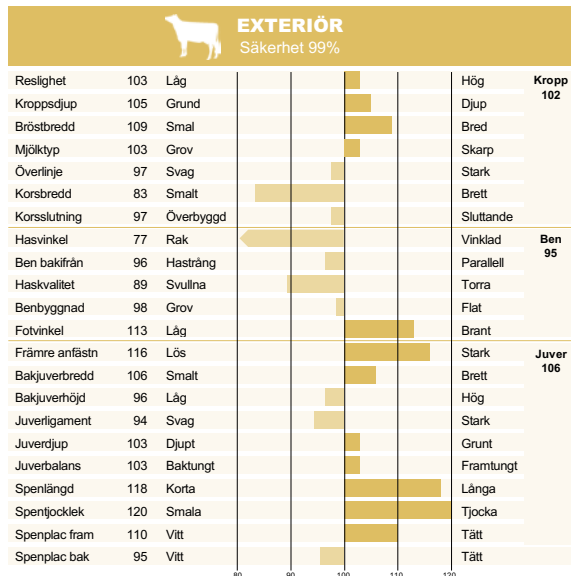 EXTERIÖR
Säkerhet 99%
Reslighet 103 Låg Hög Kropp
102
Kroppsdjup 105 Grund Djup
Bröstbredd 109 Smal Bred
Mjölktyp 103 Grov Skarp
Överlinje 97 Svag Stark
Korsbredd 83 Smalt Brett
Korsslutning 97 Överbyggd Sluttande
Hasvinkel 77 Rak Vinklad Ben
95
Ben bakifrån 96 Hastrång Parallell
Haskvalitet 89 Svullna Torra
Benbyggnad 98 Grov Flat
Fotvinkel 113 Låg Brant
Främre anfästn 116 Lös Stark Juver
106
Bakjuverbredd 106 Smalt Brett
Bakjuverhöjd 96 Låg Hög
Juverligament 94 Svag Stark
Juverdjup 103 Djupt Grunt
Juverbalans 103 Baktungt Framtungt
Spenlängd 118 Korta Långa
Spentjocklek 120 Smala Tjocka
Spenplac fram 110 Vitt Tätt
Spenplac bak 95 Vitt Tätt
80 90 100 110 120